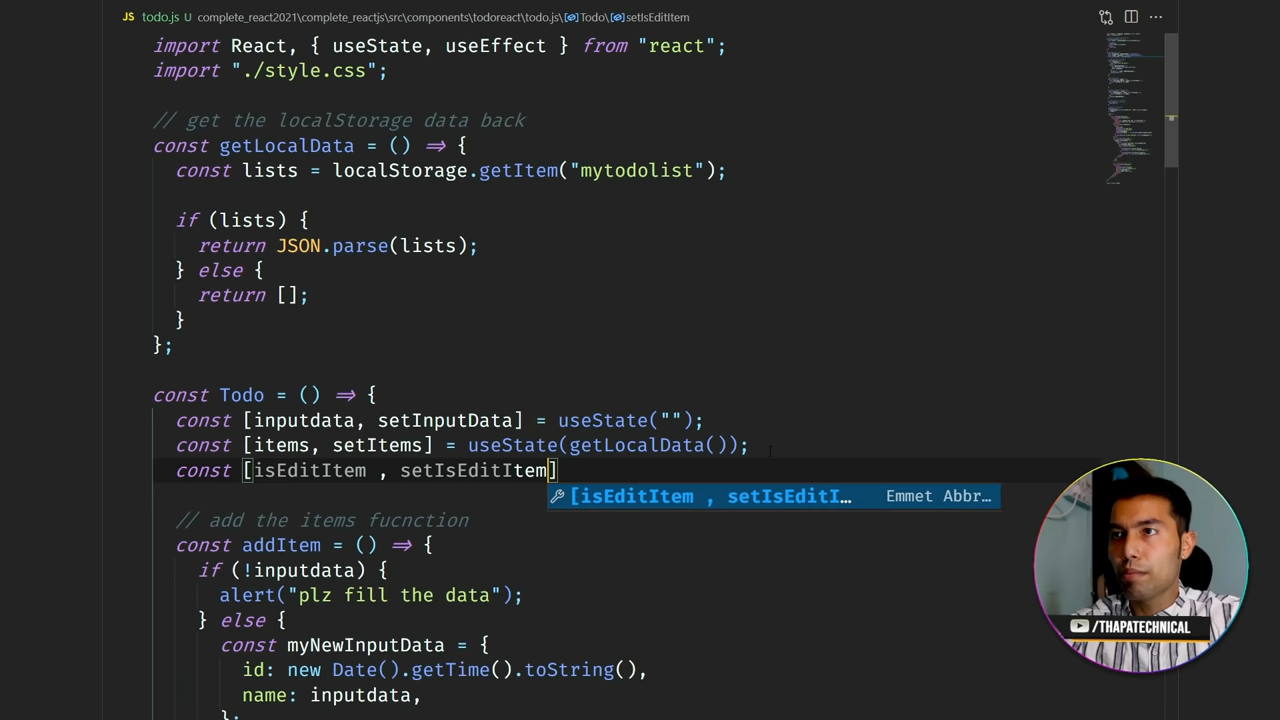 JS todo.js complete_react2021\complete_reactjs\src\components\todoreact\todo.js\Todo\setIsEditItem
import React, { useState, useEffect } from "react";
import "./style.css";
// get the localStorage data back
const getLocalData = () => {
const lists = localStorage.getItem("mytodolist");
if (lists) {
return JSON.parse(lists);
} else {
return [];
}
};
const Todo = () => {
const [inputdata, setInputData] = useState("");
const [items, setItems] = useState(getLocalData());
const [isEditItem , setIsEditItem]
[isEditItem , setIsEditI… Emmet Abbr…
// add the items fucnction
const addItem = () => {
if (!inputdata) {
alert("plz fill the data");
} else {
const myNewInputData = {
id: new Date().getTime().toString(),
name: inputdata,
};
/THAPATECHNICAL